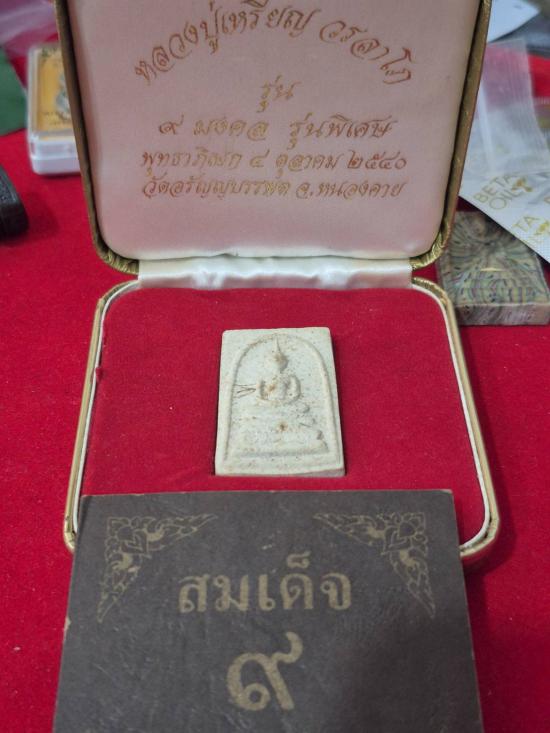 หลวงปู่เหรียญ วรลาโภ
รุ่น
๙ มงคล รุ่นพิเศษ
พุทธาภิเษก ๔ ตุลาคม ๒๕๔๐
วัดอรัญญบรรพต จ.หนองคาย
สมเด็จ
๙
BETA